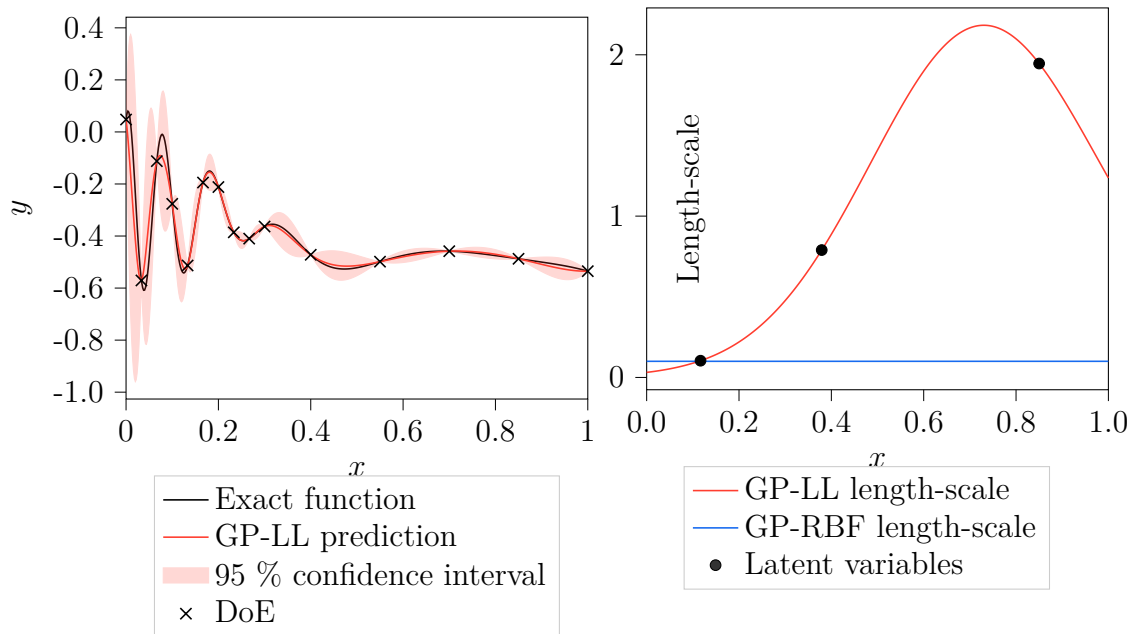 0.4
0.2
0.0
-0.2
-0.4
-0.6
-0.8
-1.0
y
0 0.2 0.4 0.6 0.8 1
x
Exact function
GP-LL prediction
95 % confidence interval
DoE
2
1
0
Length-scale
0.0 0.2 0.4 0.6 0.8 1.0
x
GP-LL length-scale
GP-RBF length-scale
Latent variables